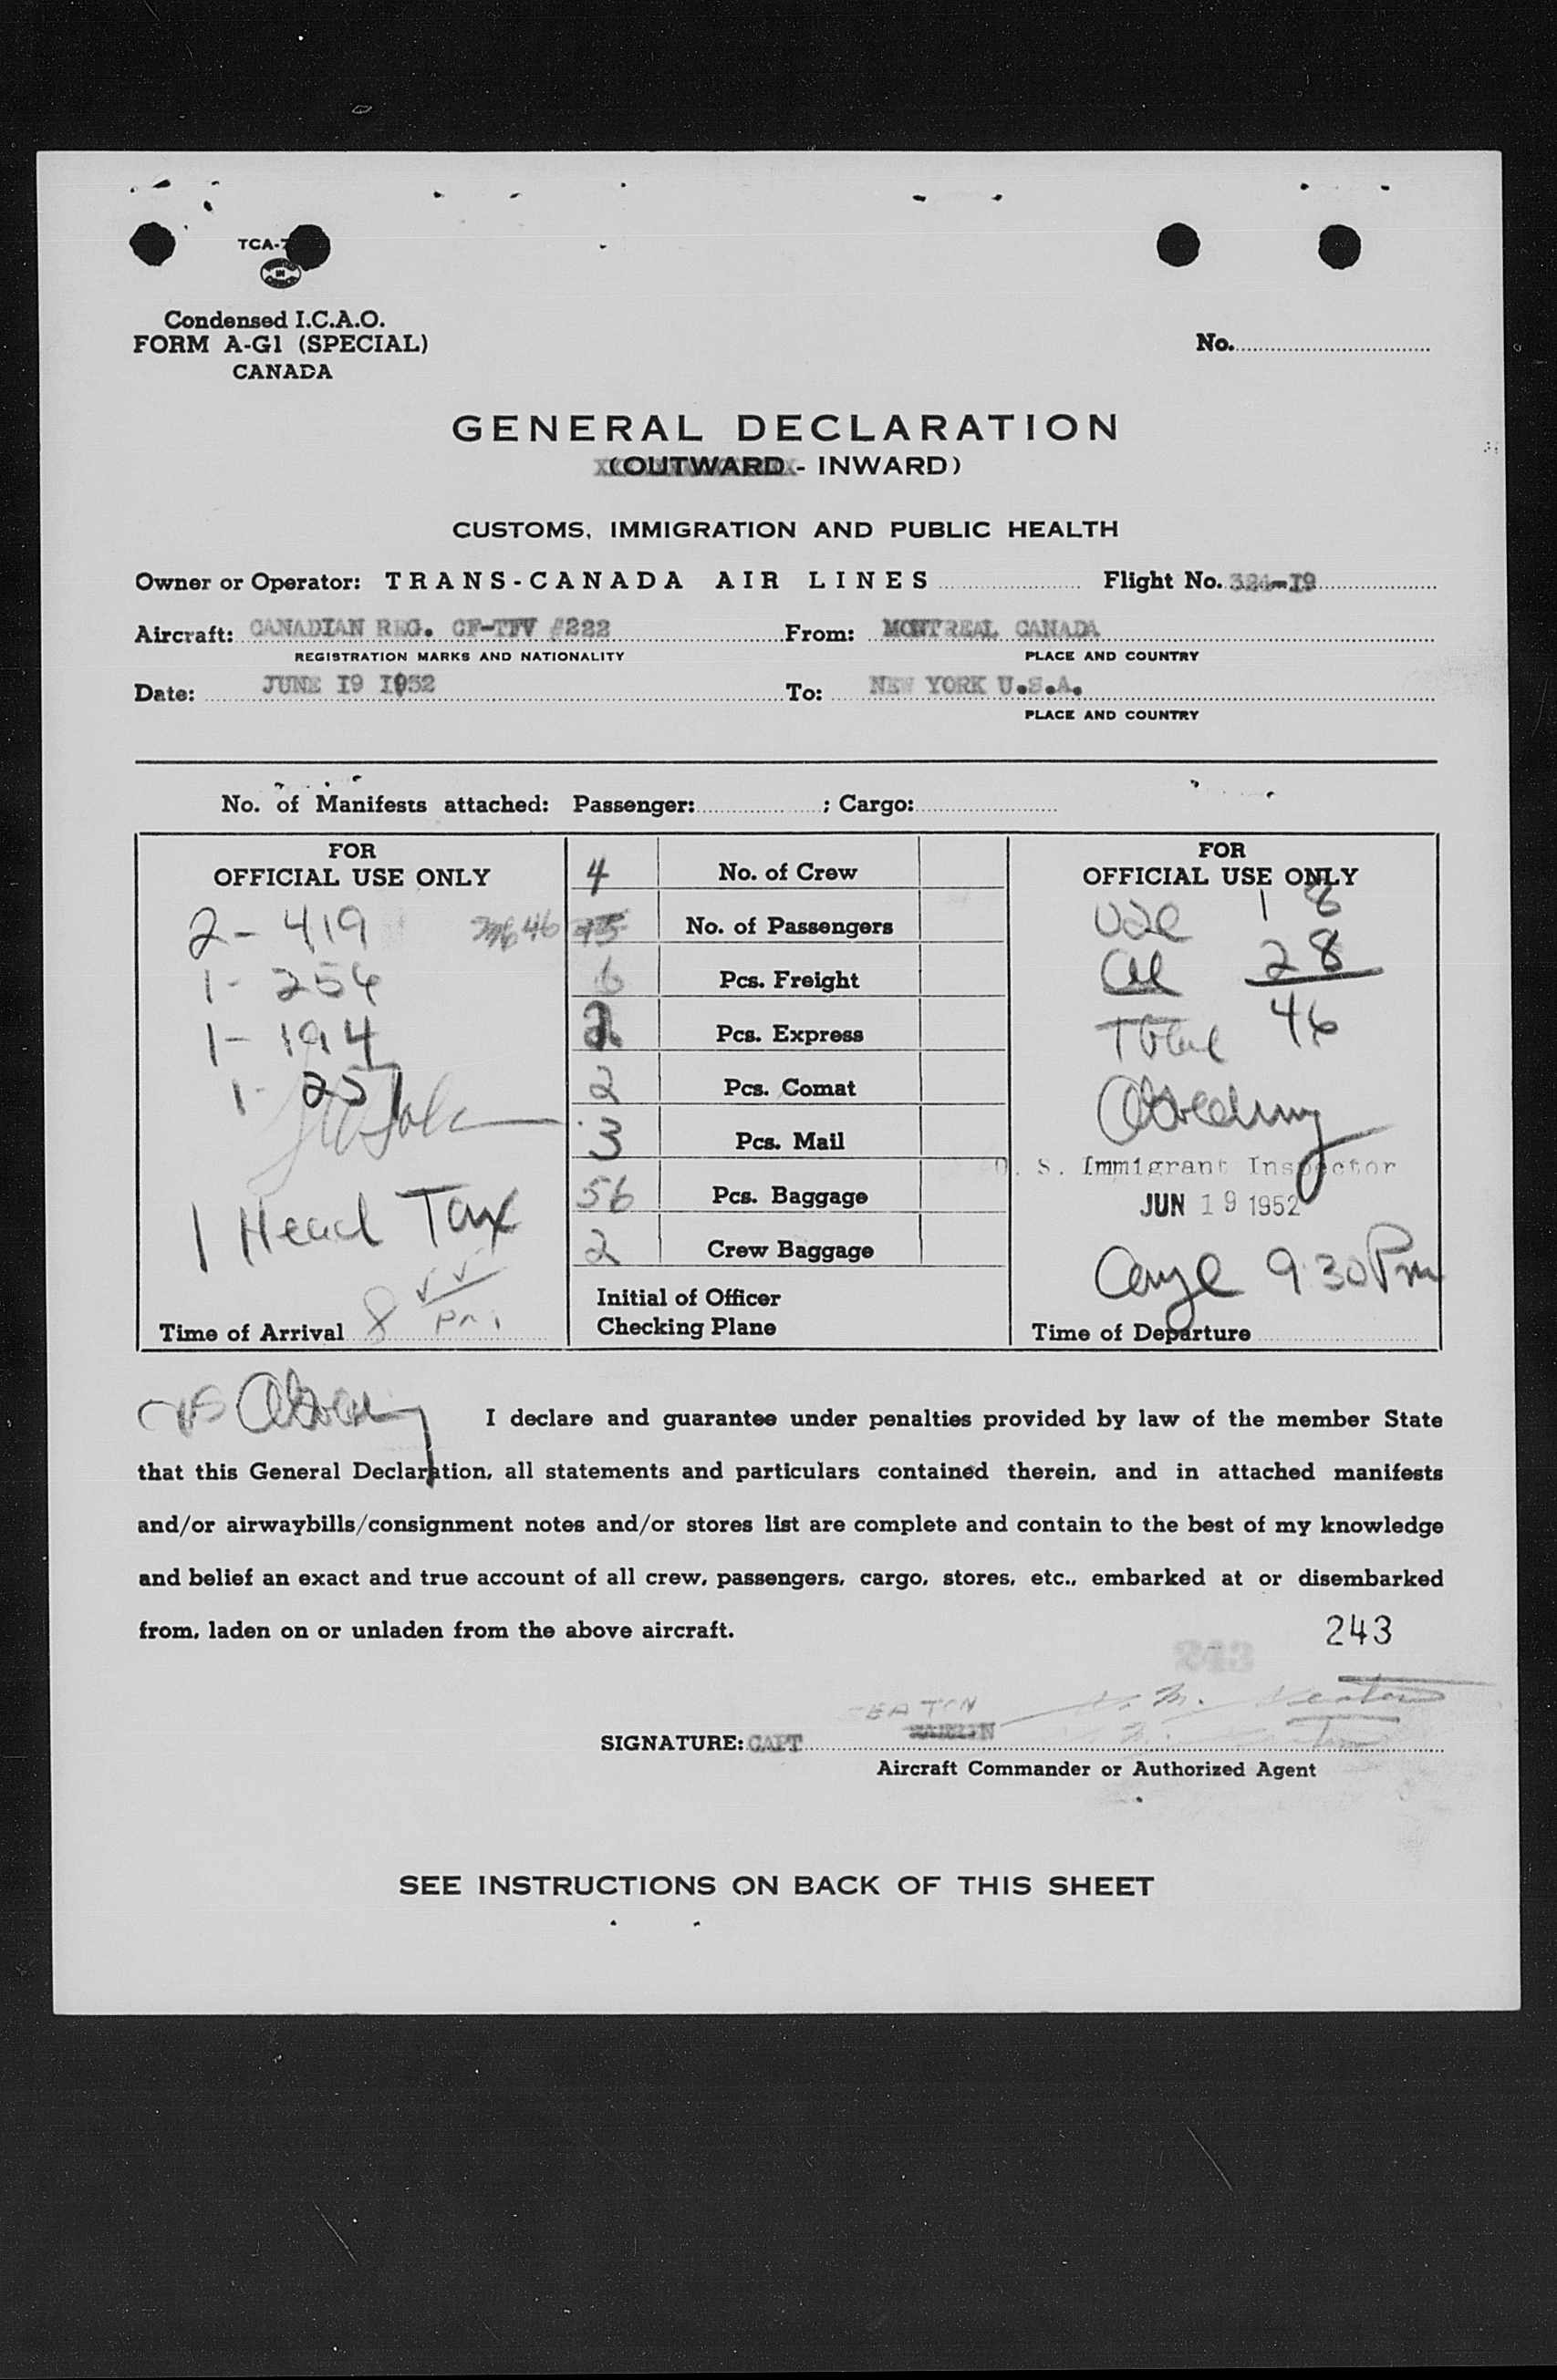 TCA-
Condensed I.C.A.O.
FORM A-G1 (SPECIAL)
CANADA
No.
GENERAL DECLARATION
(OUTWARD - INWARD)
CUSTOMS, IMMIGRATION AND PUBLIC HEALTH
Owner or Operator: TRANS-CANADA AIR LINES Flight No. 324-19
Aircraft: CANADIAN REG. CF-TFV #222 From: MONTREAL CANADA
REGISTRATION MARKS AND NATIONALITY PLACE AND COUNTRY
Date: JUNE 19 1952 To: NEW YORK U.S.A.
PLACE AND COUNTRY
No. of Manifests attached: Passenger: ; Cargo:
FOR
OFFICIAL USE ONLY
2 - 419
1 - 254
1 - 194
1 - 251
1 Head Tax
8 pm
Time of Arrival
4 No. of Crew
46 45 No. of Passengers
6 Pcs. Freight
2 Pcs. Express
2 Pcs. Comat
3 Pcs. Mail
56 Pcs. Baggage
2 Crew Baggage
Initial of Officer
Checking Plane
FOR
OFFICIAL USE ONLY
USC 18
28
Total 46
U. S. Immigrant Inspector
JUN 19 1952
9:30 Pm
Time of Departure
I declare and guarantee under penalties provided by law of the member State
that this General Declaration, all statements and particulars contained therein, and in attached manifests
and/or airwaybills/consignment notes and/or stores list are complete and contain to the best of my knowledge
and belief an exact and true account of all crew, passengers, cargo, stores, etc., embarked at or disembarked
from, laden on or unladen from the above aircraft.
243
243
SEATON
SIGNATURE: CAPT
Aircraft Commander or Authorized Agent
SEE INSTRUCTIONS ON BACK OF THIS SHEET